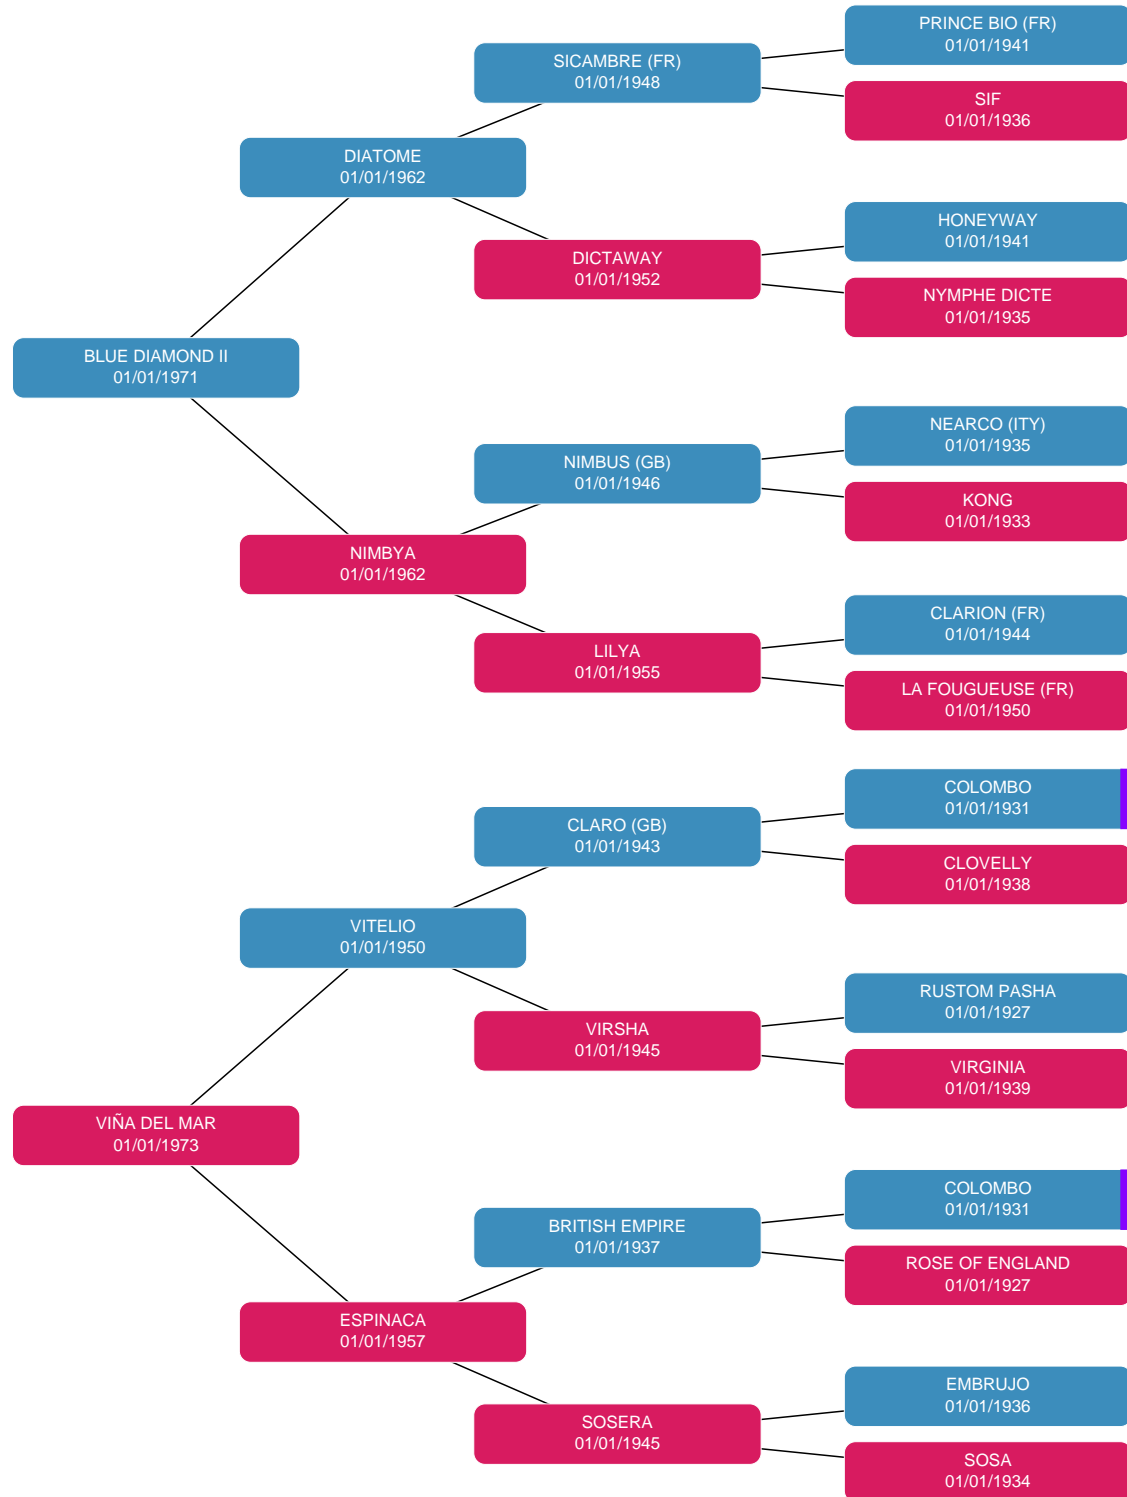 PRINCE BIO (FR)
01/01/1941
SICAMBRE (FR)
01/01/1948
SIF
01/01/1936
DIATOME
01/01/1962
HONEYWAY
01/01/1941
DICTAWAY
01/01/1952
NYMPHE DICTE
01/01/1935
BLUE DIAMOND II
01/01/1971
NEARCO (ITY)
01/01/1935
NIMBUS (GB)
01/01/1946
KONG
01/01/1933
NIMBYA
01/01/1962
CLARION (FR)
01/01/1944
LILYA
01/01/1955
LA FOUGUEUSE (FR)
01/01/1950
COLOMBO
01/01/1931
CLARO (GB)
01/01/1943
CLOVELLY
01/01/1938
VITELIO
01/01/1950
RUSTOM PASHA
01/01/1927
VIRSHA
01/01/1945
VIRGINIA
01/01/1939
VIÑA DEL MAR
01/01/1973
COLOMBO
01/01/1931
BRITISH EMPIRE
01/01/1937
ROSE OF ENGLAND
01/01/1927
ESPINACA
01/01/1957
EMBRUJO
01/01/1936
SOSERA
01/01/1945
SOSA
01/01/1934